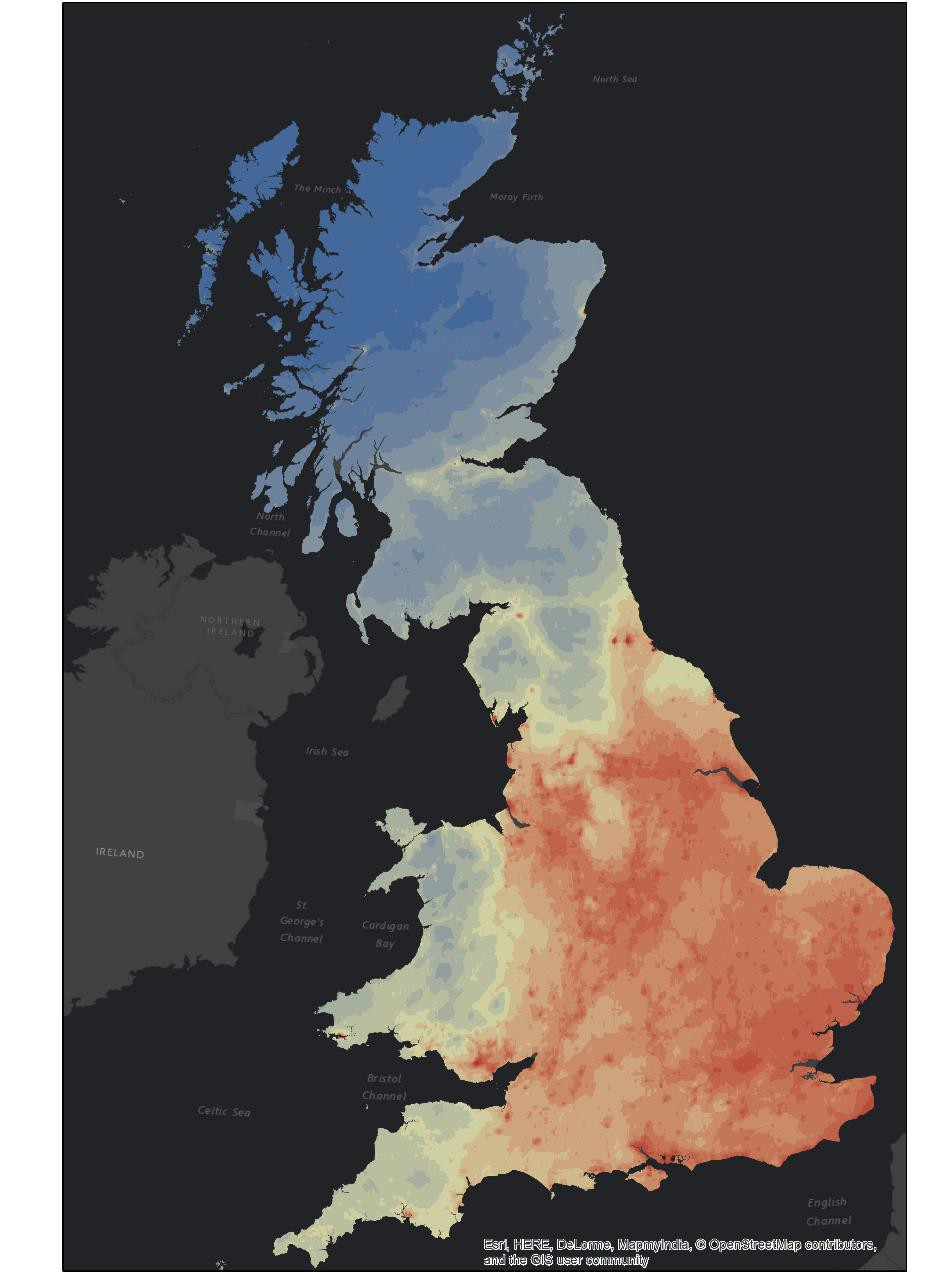 North Sea
The Minch
Moray Firth
North
Channel
NORTHERN
IRELAND
UNITED
Irish Sea
IRELAND
St.
George's
Channel
Cardigan
Bay
Bristol
Channel
Celtic Sea
English
Channel
Esri, HERE, DeLorme, MapmyIndia, © OpenStreetMap contributors,
and the GIS user community